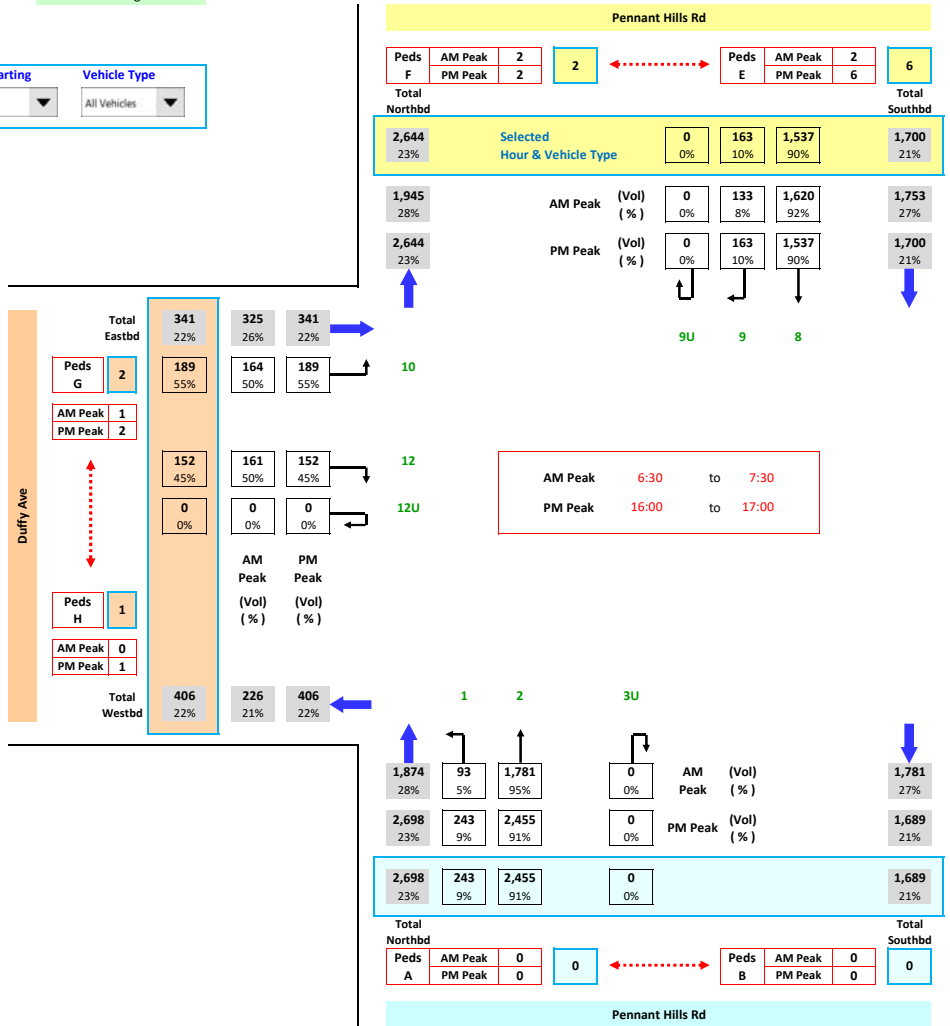 Pennant Hills Rd
arting Vehicle Type
All Vehicles
Peds F AM Peak 2 PM Peak 2
2
Peds E AM Peak 2 PM Peak 6
6
Total Northbd
Total Southbd
2,644 23%
Selected Hour & Vehicle Type
0 0%
163 10%
1,537 90%
1,700 21%
1,945 28%
AM Peak (Vol) ( % )
0 0%
133 8%
1,620 92%
1,753 27%
2,644 23%
PM Peak (Vol) ( % )
0 0%
163 10%
1,537 90%
1,700 21%
9U 9 8
Duffy Ave
Total Eastbd
341 22%
325 26%
341 22%
Peds G
2
189 55%
164 50%
189 55%
10
AM Peak 1
PM Peak 2
152 45%
161 50%
152 45%
12
0 0%
0 0%
0 0%
12U
AM Peak 6:30 to 7:30
PM Peak 16:00 to 17:00
AM Peak (Vol) ( % )
PM Peak (Vol) ( % )
Peds H
1
AM Peak 0
PM Peak 1
Total Westbd
406 22%
226 21%
406 22%
1 2 3U
1,874 28%
93 5%
1,781 95%
0 0%
AM Peak (Vol) ( % )
1,781 27%
2,698 23%
243 9%
2,455 91%
0 0%
PM Peak (Vol) ( % )
1,689 21%
2,698 23%
243 9%
2,455 91%
0 0%
1,689 21%
Total Northbd
Total Southbd
Peds A AM Peak 0 PM Peak 0
0
Peds B AM Peak 0 PM Peak 0
0
Pennant Hills Rd